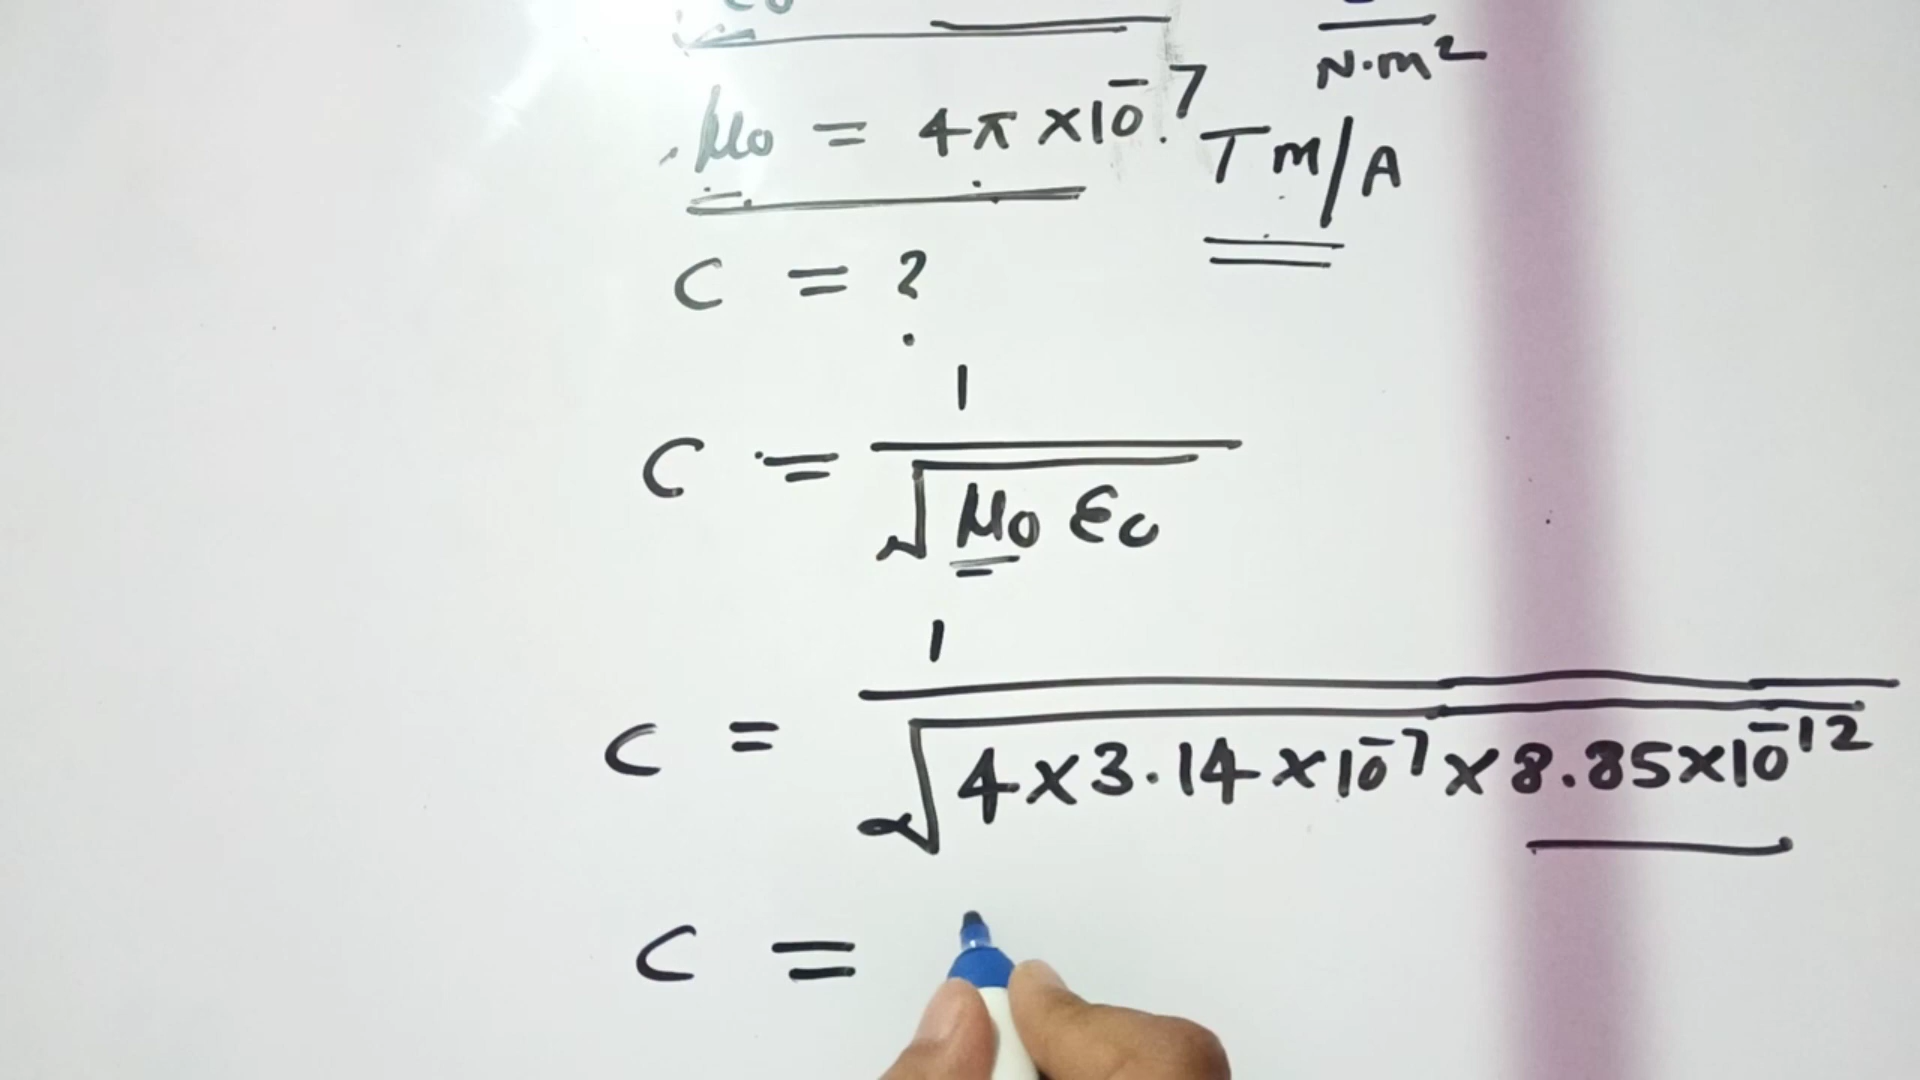 N·m²
μ₀ = 4π × 10⁻⁷ Tm/A
C = ?
C = 1/√(μ₀ ε₀)
C = 1/√(4 × 3.14 × 10⁻⁷ × 8.85 × 10⁻¹²)
C =